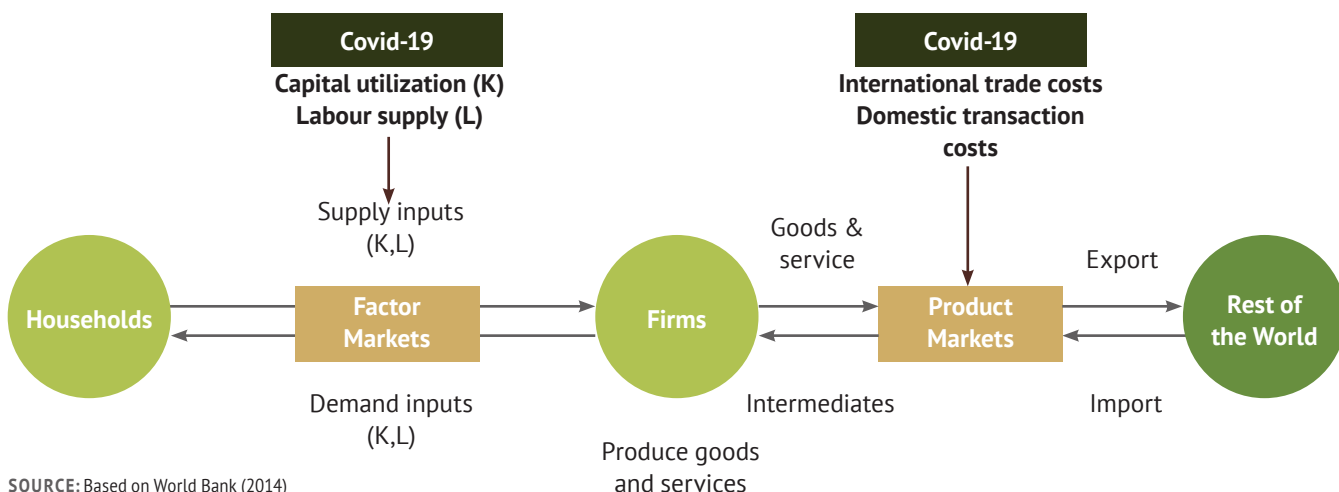 Covid-19
Capital utilization (K)
Labour supply (L)
Covid-19
International trade costs
Domestic transaction
costs
Supply inputs
(K,L)
Goods &
service
Export
Households
Factor
Markets
Firms
Product
Markets
Rest of
the World
Demand inputs
(K,L)
Intermediates
Import
Produce goods
and services
SOURCE: Based on World Bank (2014)